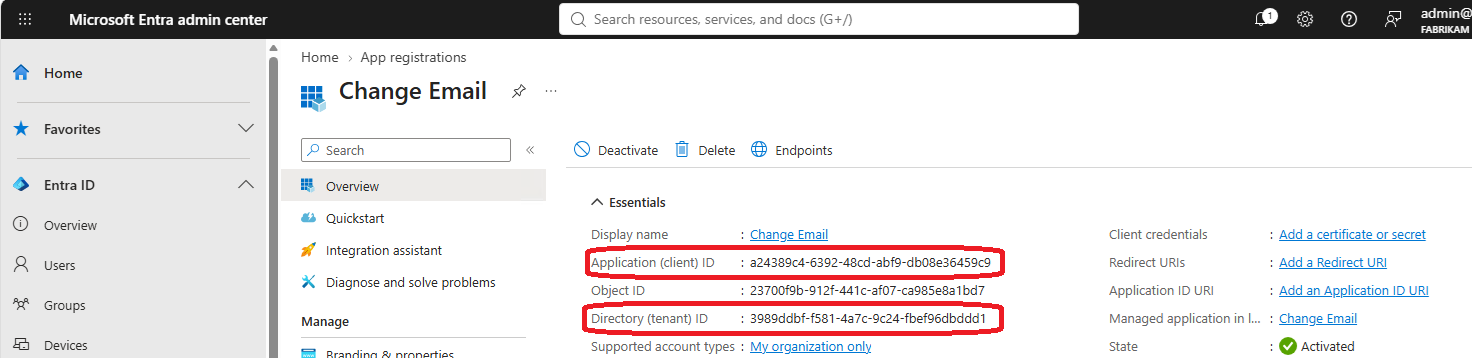 Microsoft Entra admin center
Search resources, services, and docs (G+/)
1
admin@
FABRIKAM
Home
Favorites
Entra ID
Overview
Users
Groups
Devices
Home > App registrations
Change Email
...
Search
«
Overview
Quickstart
Integration assistant
Diagnose and solve problems
Manage
Branding & properties
Deactivate
Delete
Endpoints
Essentials
Display name : Change Email
Application (client) ID : a24389c4-6392-48cd-abf9-db08e36459c9
Object ID : 23700f9b-912f-441c-af07-ca985e8a1bd7
Directory (tenant) ID : 3989ddbf-f581-4a7c-9c24-fbef96dbddd1
Supported account types : My organization only
Client credentials : Add a certificate or secret
Redirect URIs : Add a Redirect URI
Application ID URI : Add an Application ID URI
Managed application in l... : Change Email
State : Activated